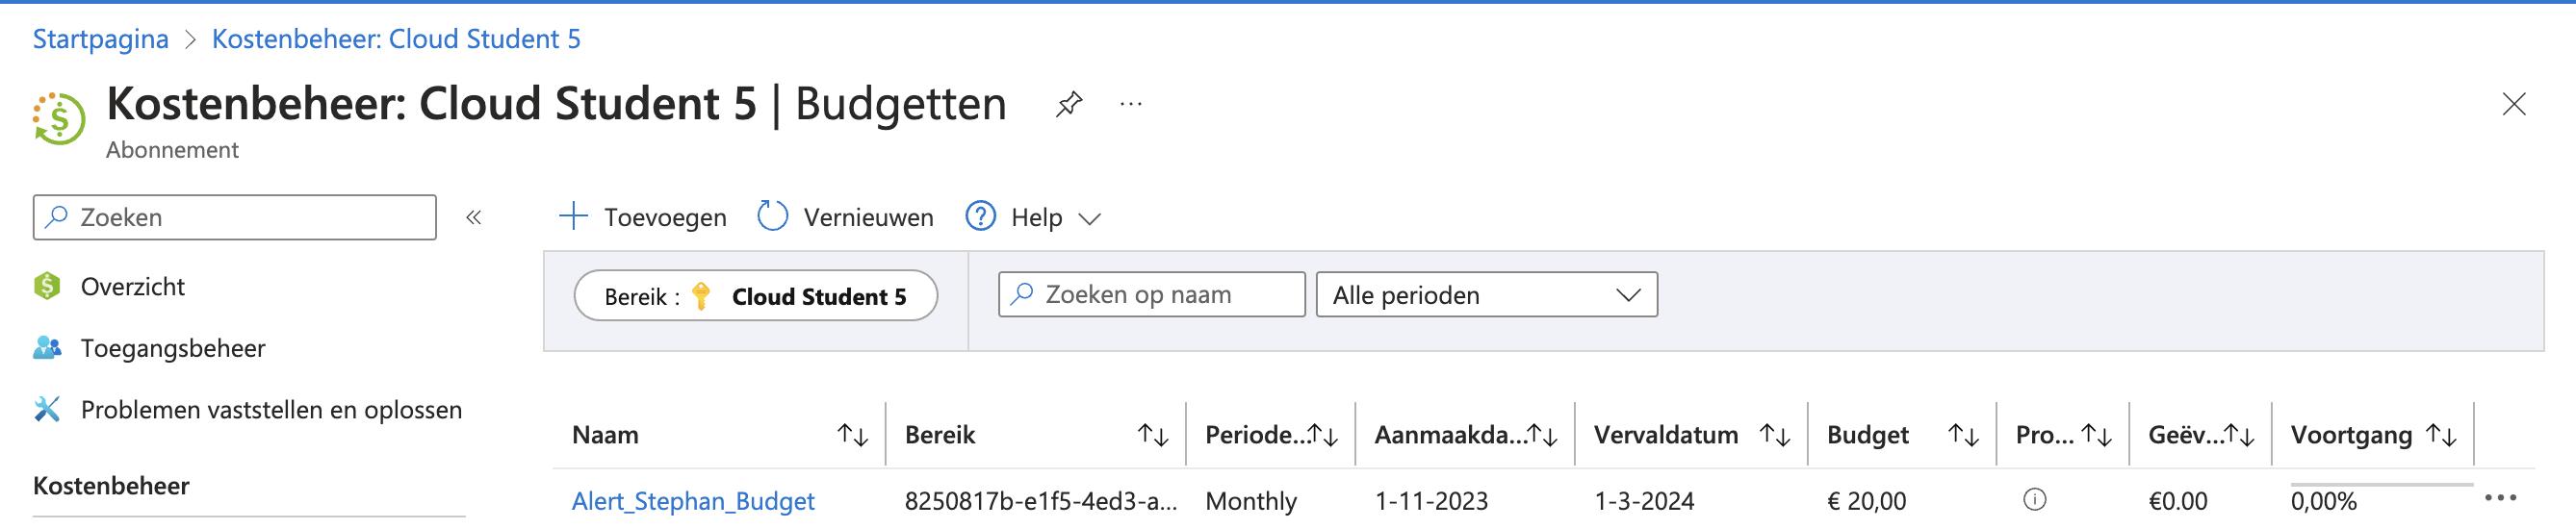 Startpagina > Kostenbeheer: Cloud Student 5
Kostenbeheer: Cloud Student 5 | Budgetten
Abonnement
Zoeken
Toevoegen Vernieuwen Help
Overzicht
Bereik : Cloud Student 5 Zoeken op naam Alle perioden
Toegangsbeheer
Problemen vaststellen en oplossen
Kostenbeheer
Naam Bereik Periode... Aanmaakda... Vervaldatum Budget Pro... Geëv... Voortgang
Alert_Stephan_Budget 8250817b-e1f5-4ed3-a... Monthly 1-11-2023 1-3-2024 € 20,00 €0.00 0,00%